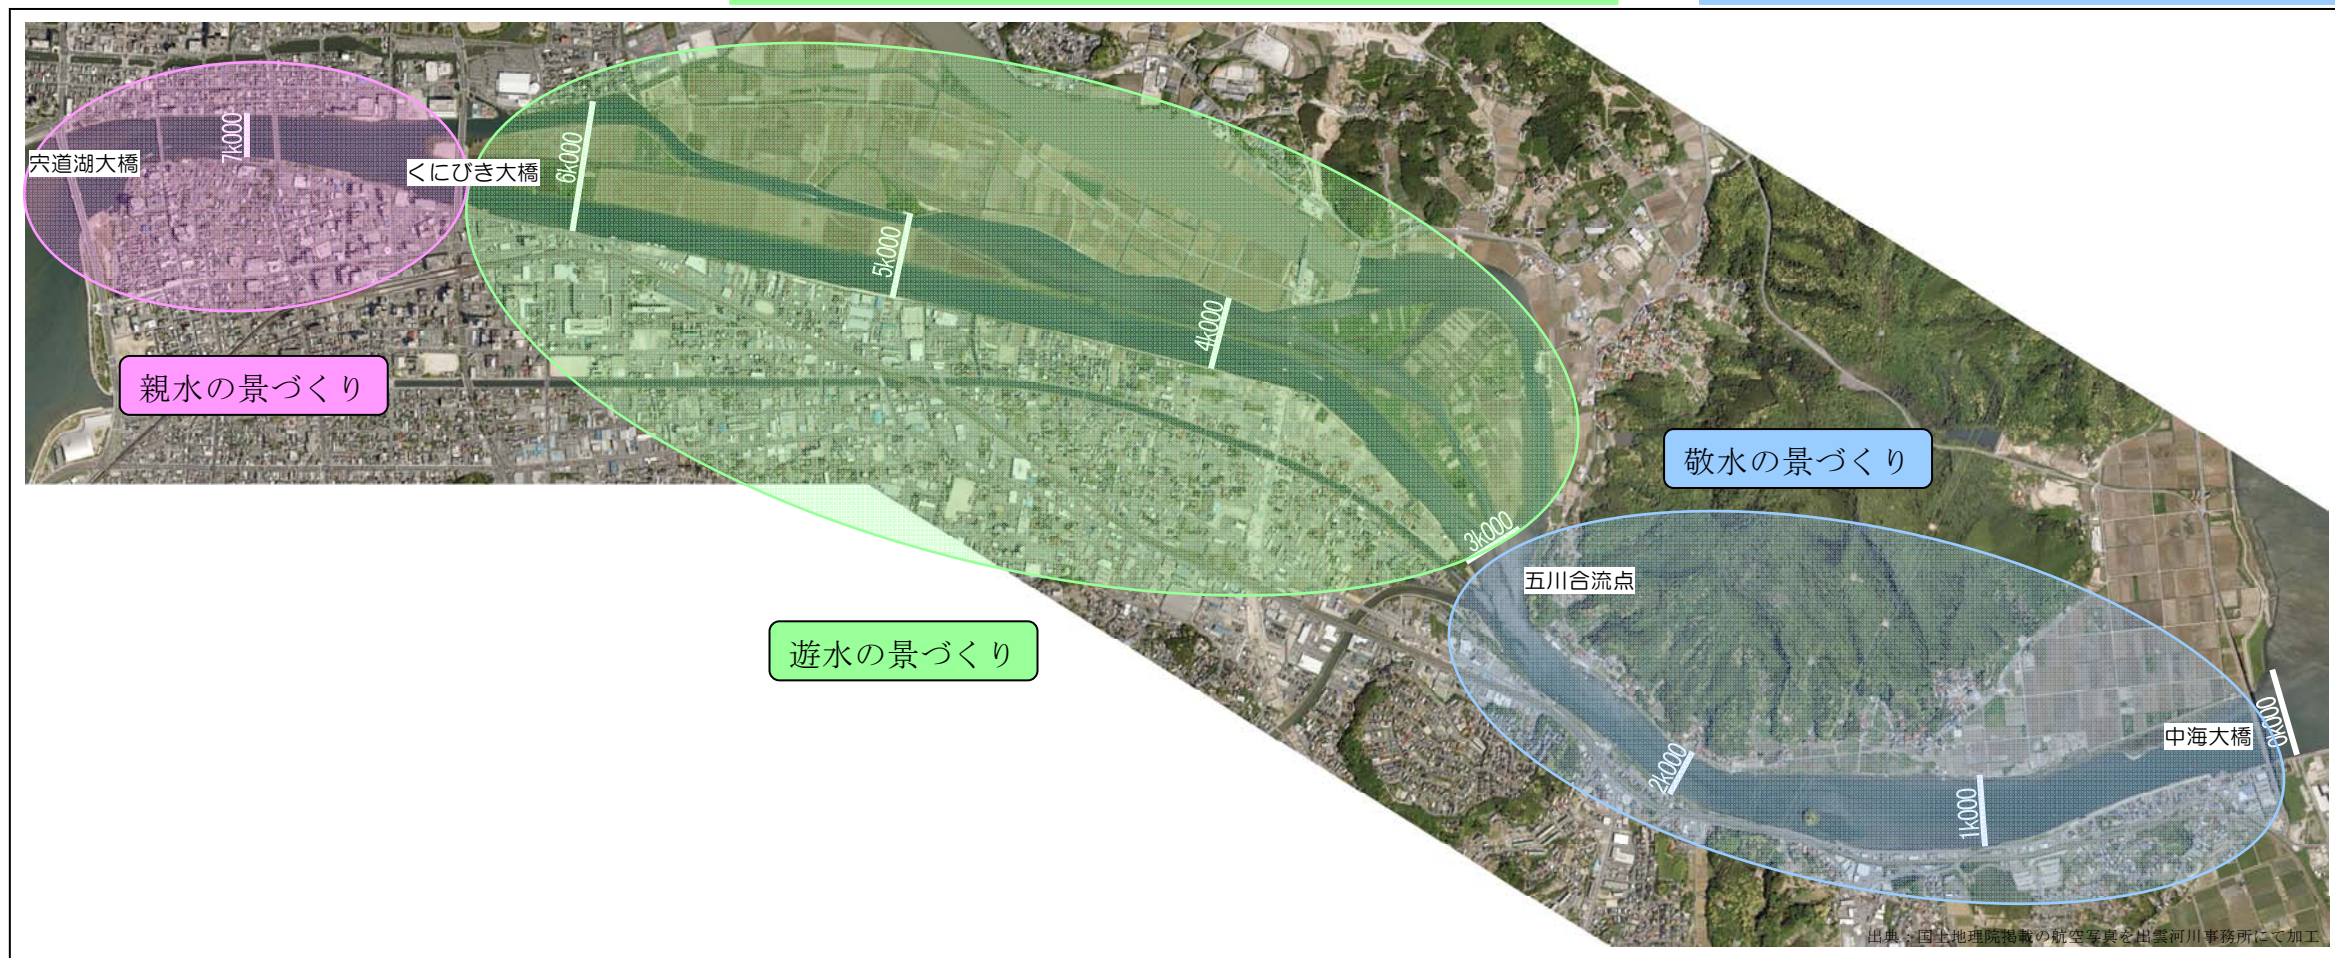 宍道湖大橋
7k000
くにびき大橋
6k000
5k000
4k000
親水の景づくり
敬水の景づくり
3k000
五川合流点
遊水の景づくり
2k000
1k000
中海大橋
0k000
出典：国土地理院掲載の航空写真を出雲河川事務所にて加工